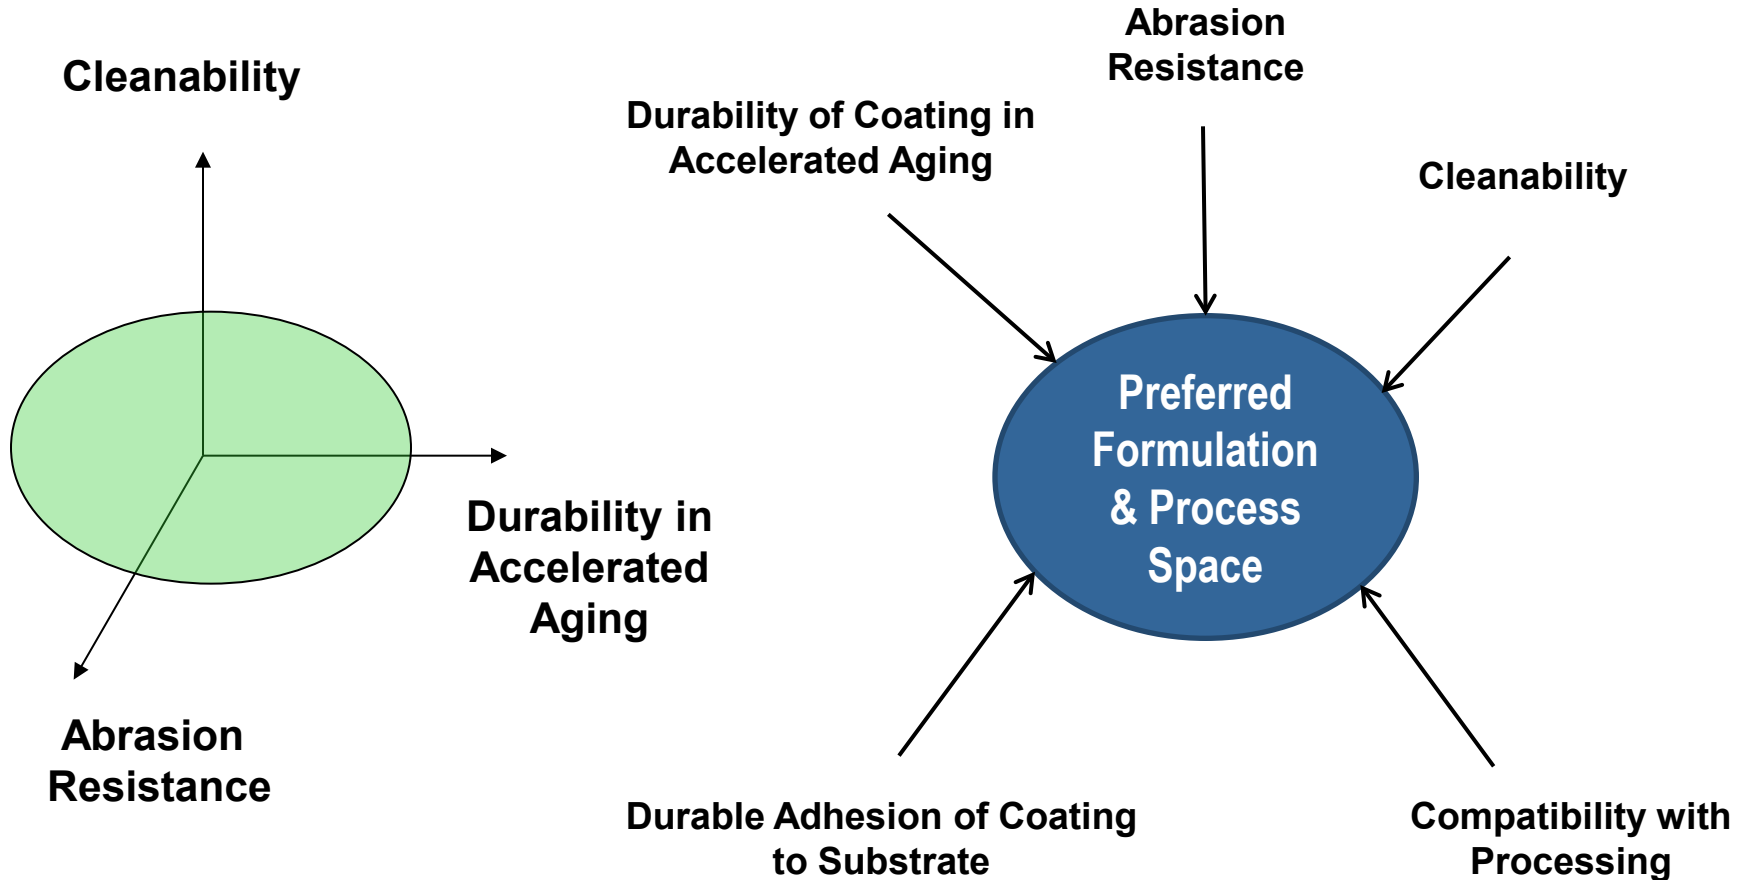 Cleanability
Durability in
Accelerated
Aging
Abrasion
Resistance
Abrasion
Resistance
Durability of Coating in
Accelerated Aging
Cleanability
Preferred
Formulation
& Process
Space
Durable Adhesion of Coating
to Substrate
Compatibility with
Processing